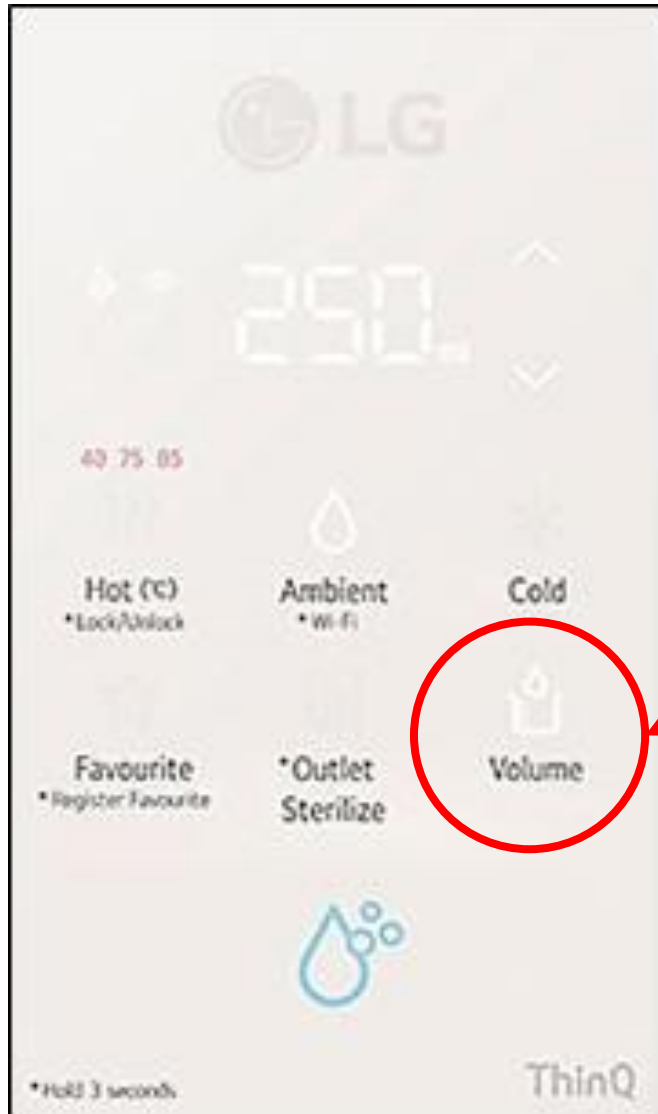 LG
250
40 75 85
Hot (℃) Ambient Cold
*Lock/Unlock *Wi-Fi
Favourite *Outlet Volume
*Register Favourite Sterilize
*Hold 3 seconds
ThinQ